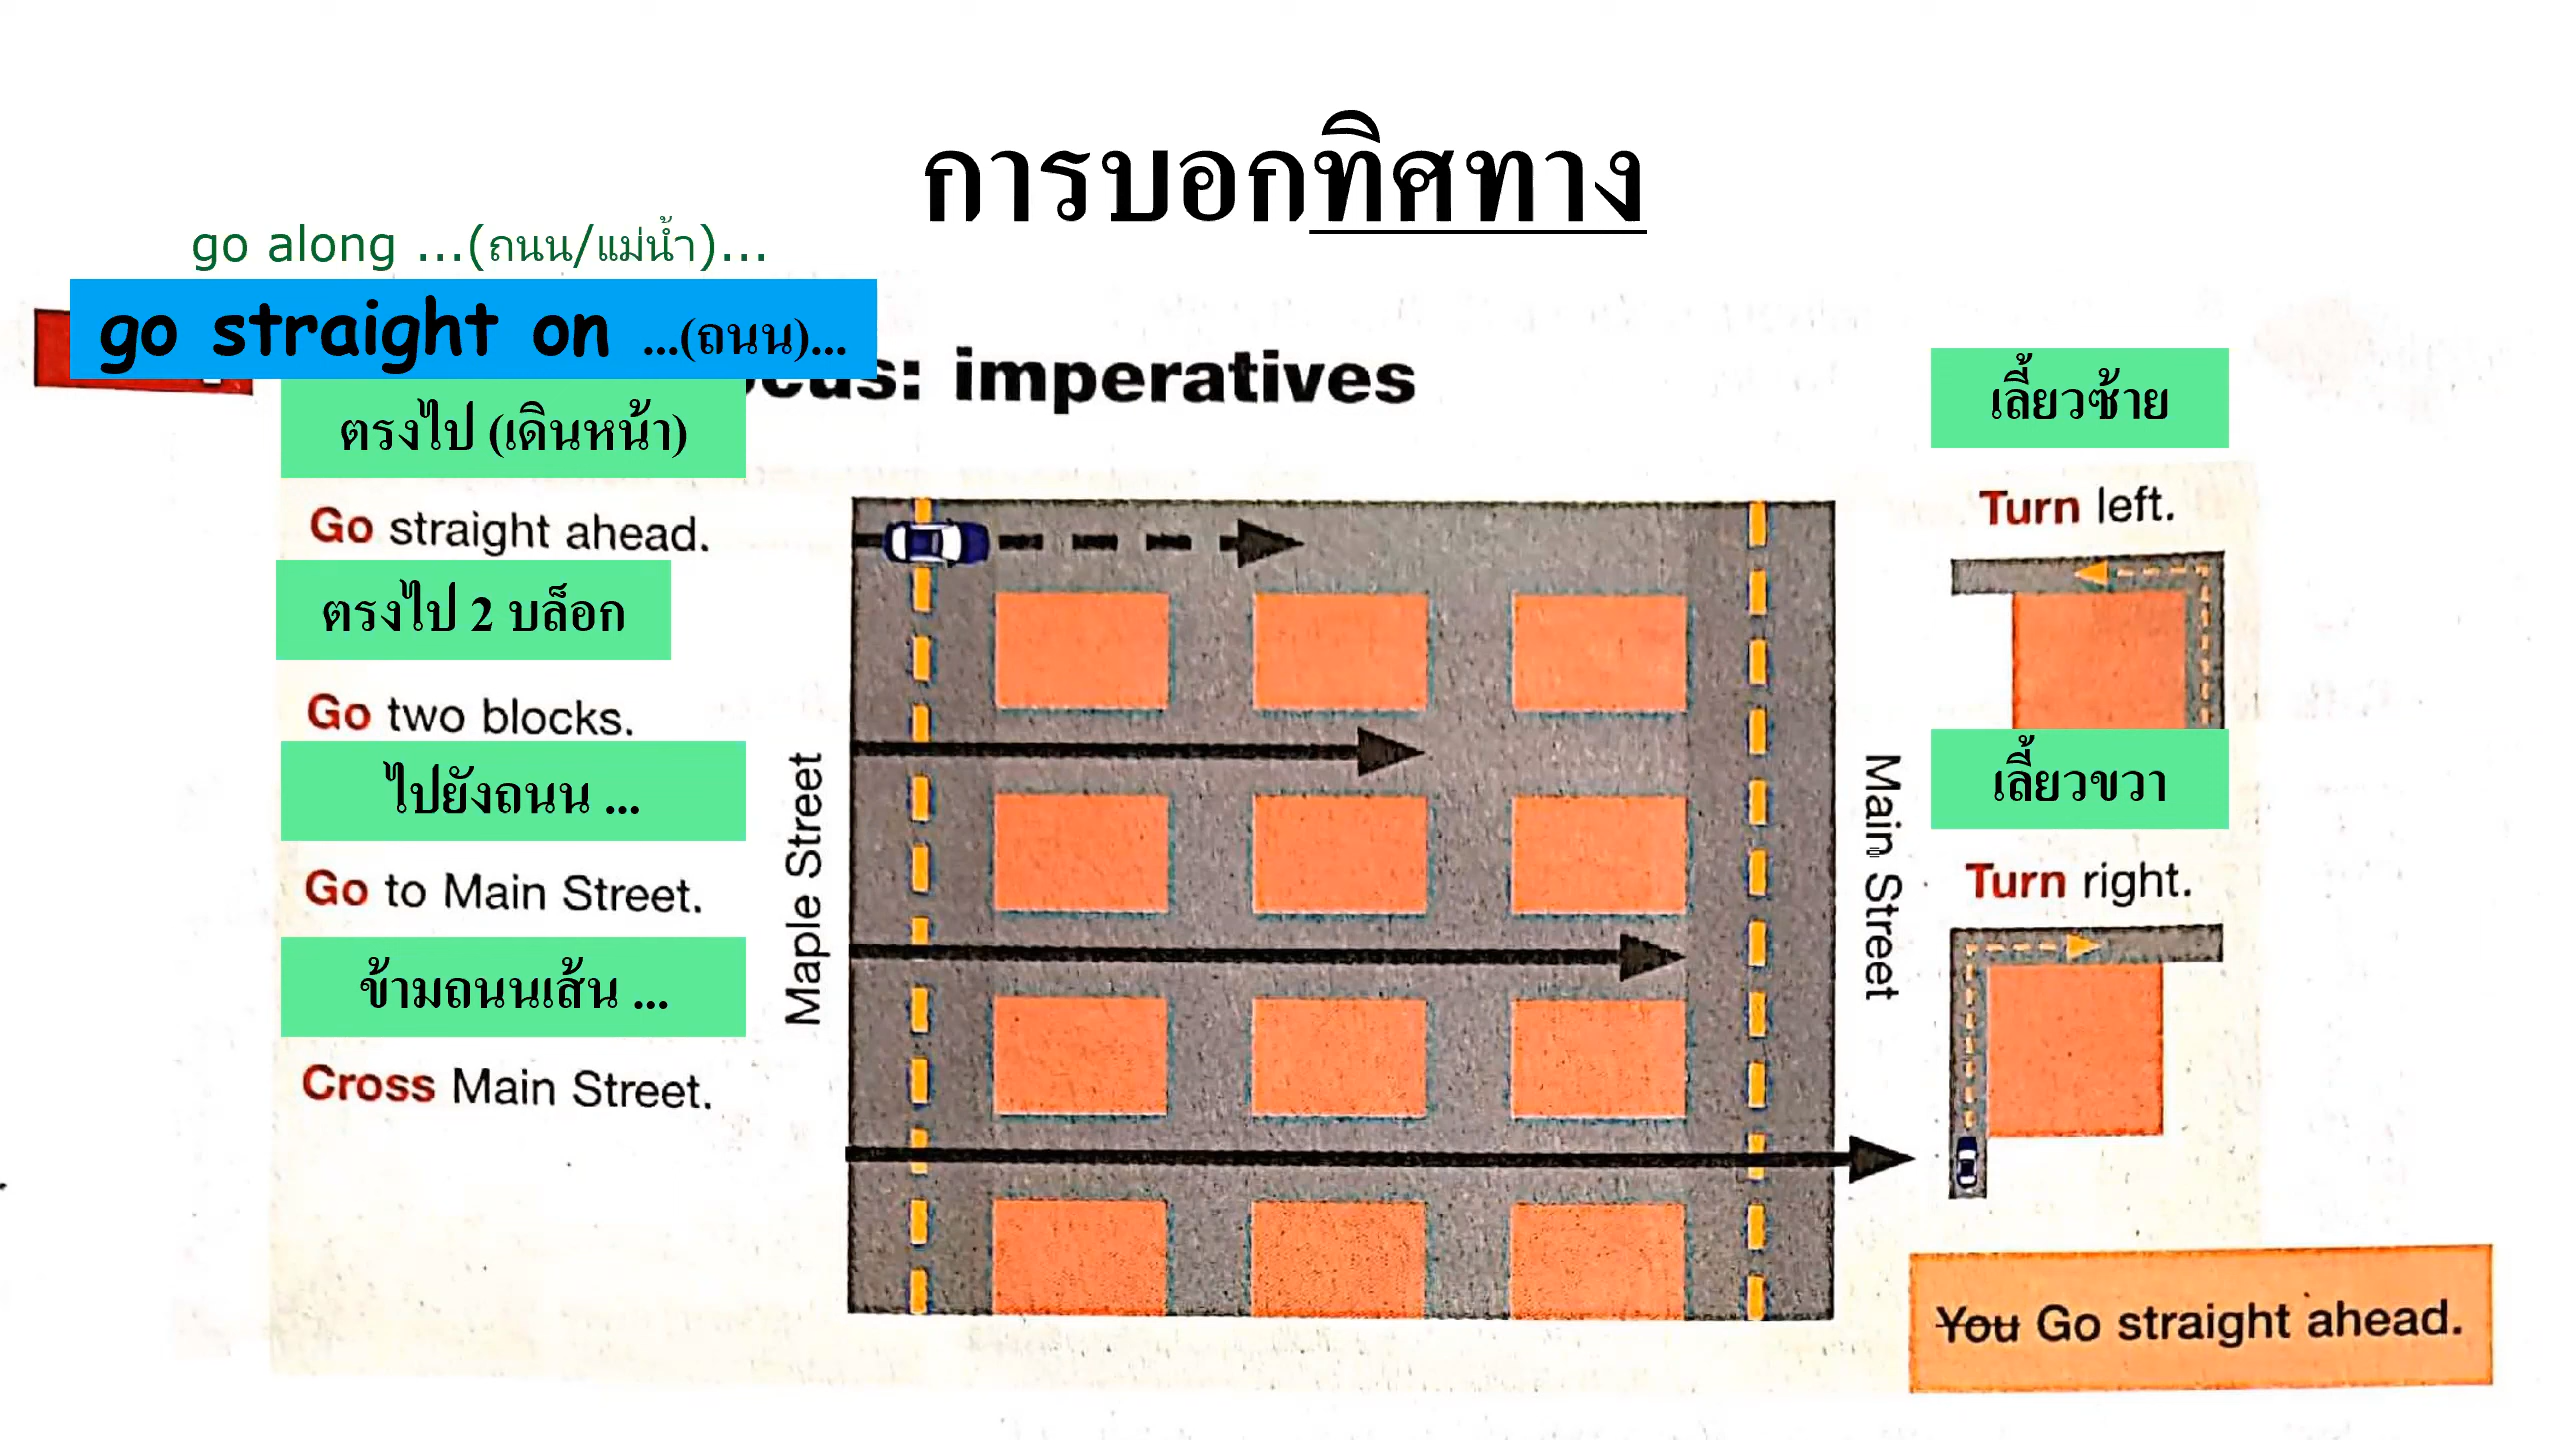 การบอกทิศทาง
go along ...(ถนน/แม่น้ำ)...
go straight on ...(ถนน)...
imperatives
ตรงไป (เดินหน้า)
Go straight ahead.
ตรงไป 2 บล็อก
Go two blocks.
ไปยังถนน ...
Go to Main Street.
ข้ามถนนเส้น ...
Cross Main Street.
Maple Street
Main Street
เลี้ยวซ้าย
Turn left.
เลี้ยวขวา
Turn right.
You Go straight ahead.